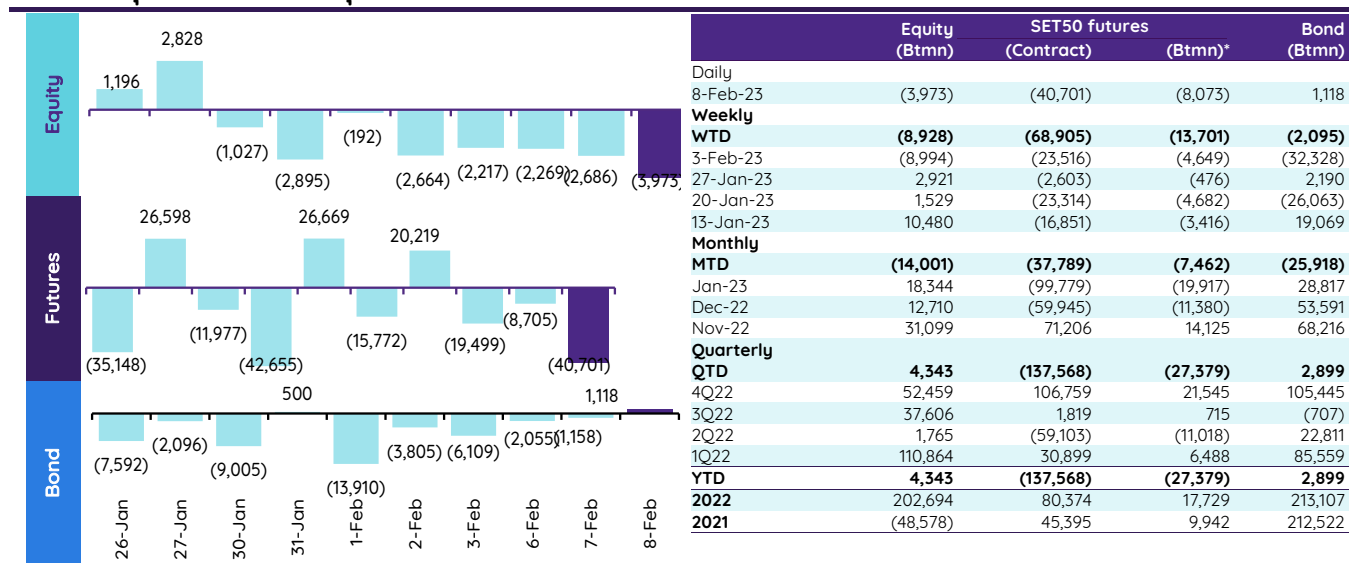 Equity
2,828
1,196
(192)
(1,027)
(2,895)
(2,664)
(2,217)
(2,269)
(2,686)
(3,973)
Futures
26,598
26,669
20,219
(35,148)
(11,977)
(42,655)
(15,772)
(19,499)
(8,705)
(40,701)
Bond
500
1,118
(7,592)
(2,096)
(9,005)
(13,910)
(3,805)
(6,109)
(2,055)
(1,158)
26-Jan
27-Jan
30-Jan
31-Jan
1-Feb
2-Feb
3-Feb
6-Feb
7-Feb
8-Feb
Equity SET50 futures Bond
(Btmn) (Contract) (Btmn)* (Btmn)
Daily
8-Feb-23 (3,973) (40,701) (8,073) 1,118
Weekly
WTD (8,928) (68,905) (13,701) (2,095)
3-Feb-23 (8,994) (23,516) (4,649) (32,328)
27-Jan-23 2,921 (2,603) (476) 2,190
20-Jan-23 1,529 (23,314) (4,682) (26,063)
13-Jan-23 10,480 (16,851) (3,416) 19,069
Monthly
MTD (14,001) (37,789) (7,462) (25,918)
Jan-23 18,344 (99,779) (19,917) 28,817
Dec-22 12,710 (59,945) (11,380) 53,591
Nov-22 31,099 71,206 14,125 68,216
Quarterly
QTD 4,343 (137,568) (27,379) 2,899
4Q22 52,459 106,759 21,545 105,445
3Q22 37,606 1,819 715 (707)
2Q22 1,765 (59,103) (11,018) 22,811
1Q22 110,864 30,899 6,488 85,559
YTD 4,343 (137,568) (27,379) 2,899
2022 202,694 80,374 17,729 213,107
2021 (48,578) 45,395 9,942 212,522